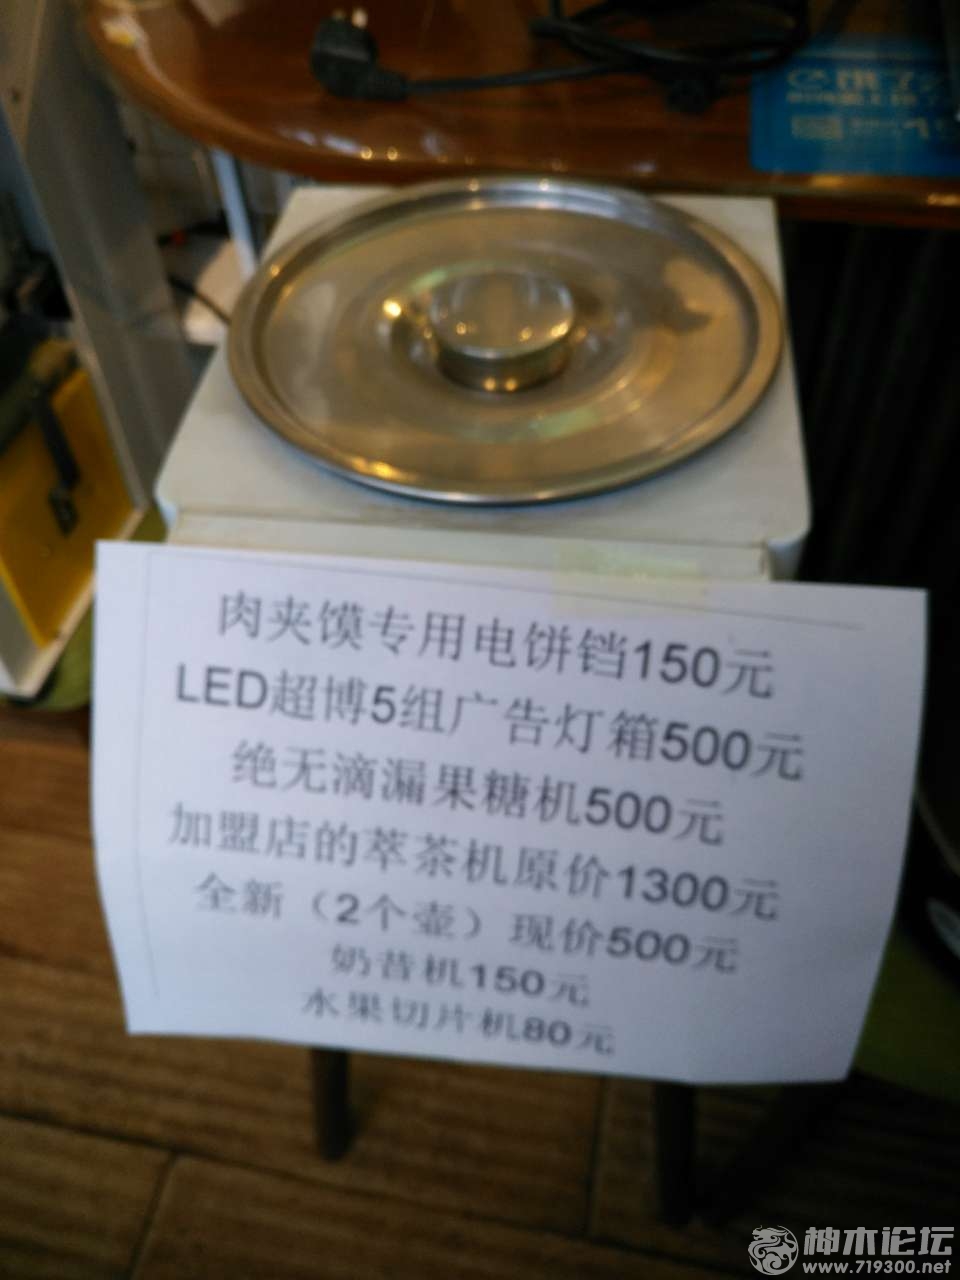 肉夹馍专用电饼铛150元
LED超博5组广告灯箱500元
绝无滴漏果糖机500元
加盟店的萃茶机原价1300元
全新（2个壶）现价500元
奶昔机150元
水果切片机80元
神木论坛
www.719300.net